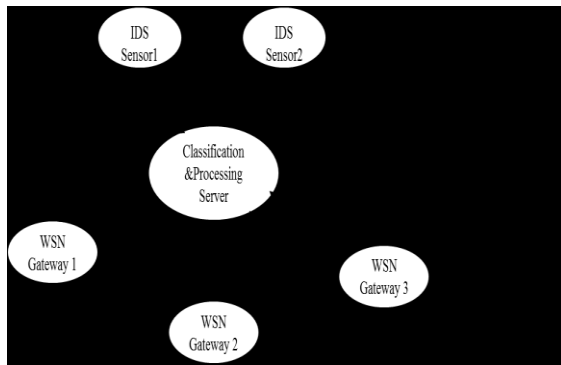 IDS
Sensor1
IDS
Sensor2
Classification
&Processing
Server
WSN
Gateway 1
WSN
Gateway 3
WSN
Gateway 2